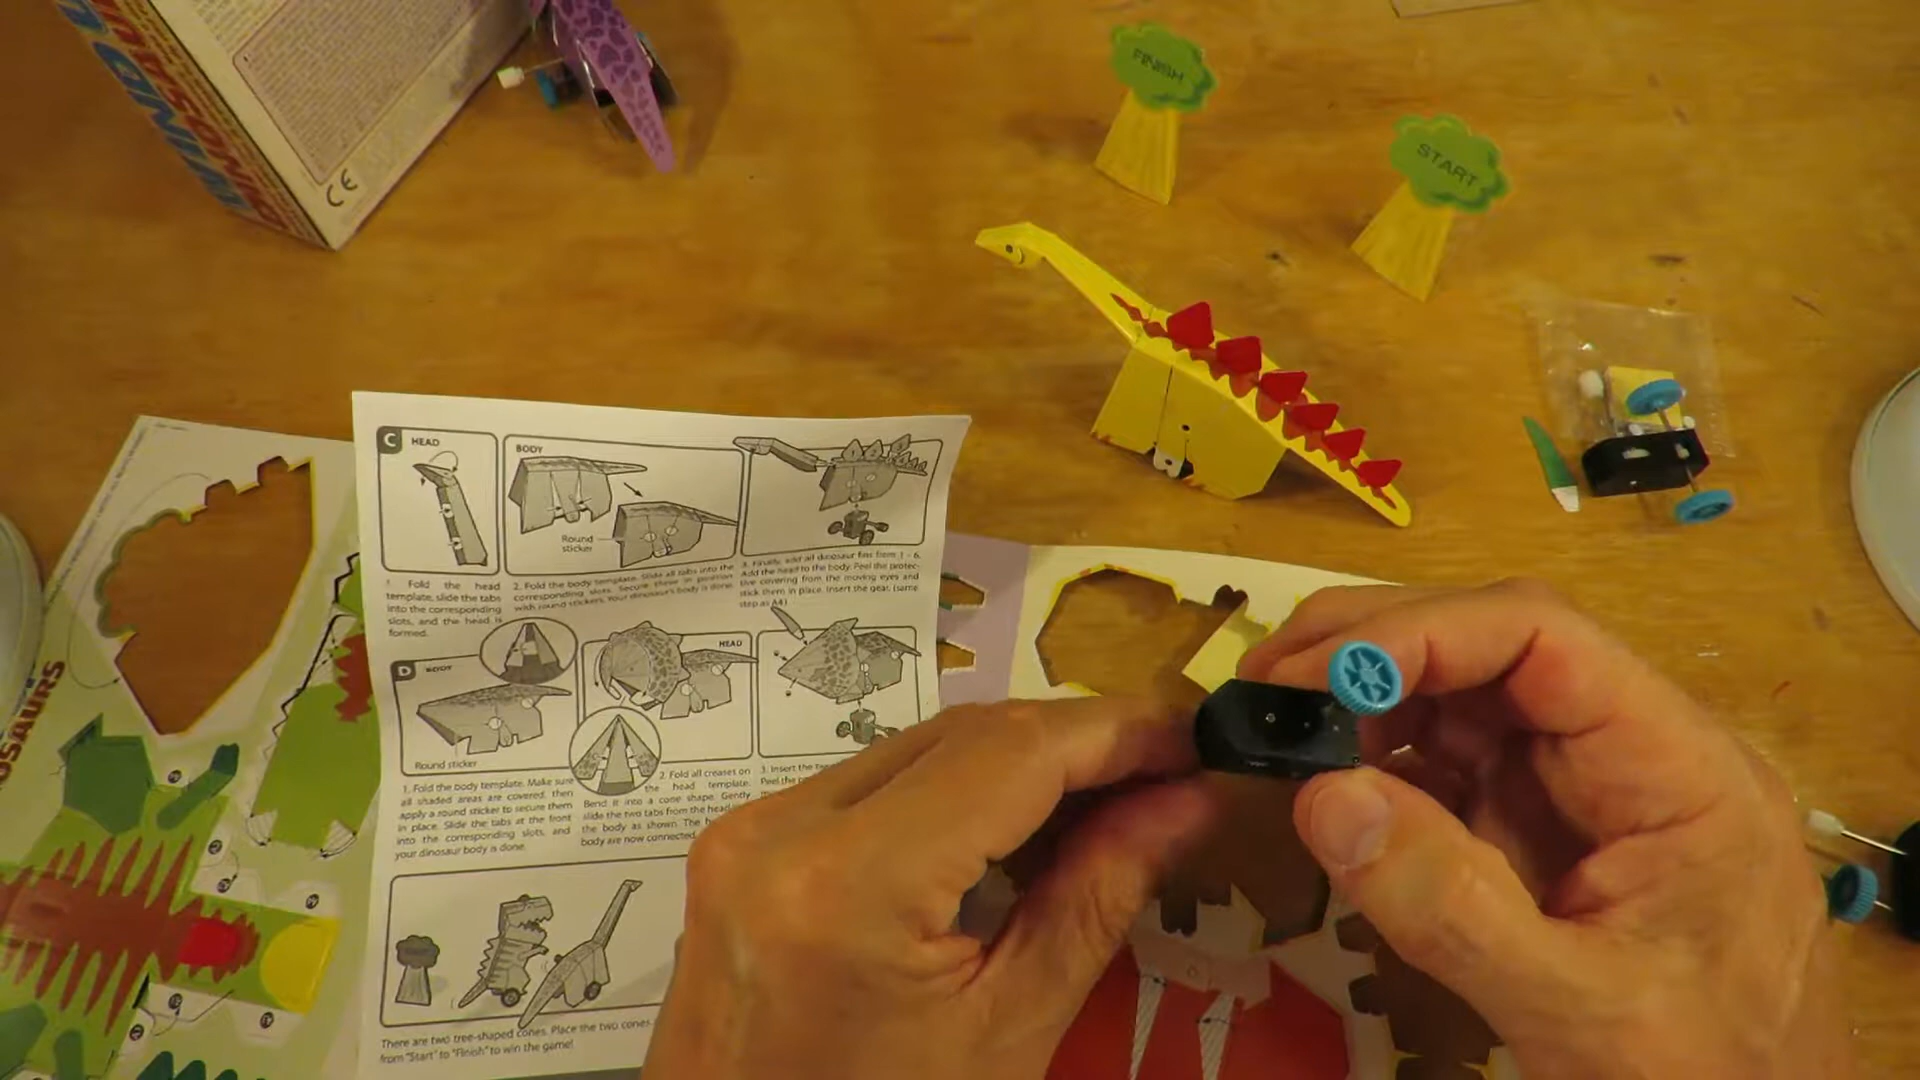 WIND UP
DINOSAUR
CE
FINISH
START
C
HEAD
BODY
Round
sticker
1. Fold the head
template, slide the tabs
into the corresponding
slots, and the head is
formed.
2. Fold the body template. Slide all tabs into the
corresponding slots. Secure these in position
with round stickers. Your dinosaur's body is done.
3. Finally, add all dinosaur fins from 1 - 6.
Add the head to the body. Peel the protec-
tive covering from the moving eyes and
stick them in place. Insert the gear. (same
step as A4)
D
BODY
HEAD
Round sticker
1. Fold the body template. Make sure
all shaded areas are covered, then
apply a round sticker to secure them
in place. Slide the tabs at the front
into the corresponding slots, and
your dinosaur body is done.
2. Fold all creases on
the head template.
Bend it into a cone shape. Gently
slide the two tabs from the head
the body as shown. The
body are now connected.
3. Insert the
Peel the
There are two tree-shaped cones. Place the two cones
from "Start" to "Finish" to win the game!
OSAURS